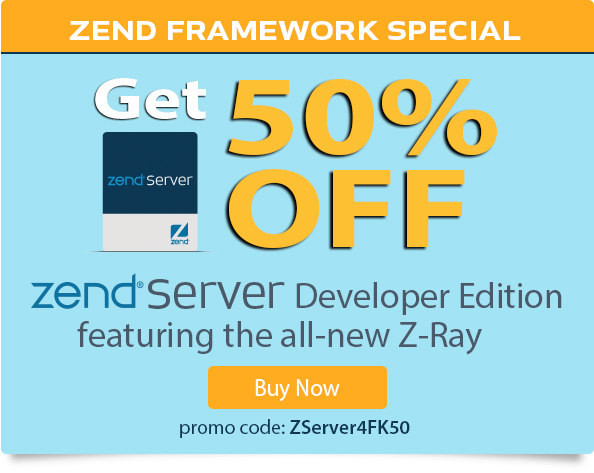 ZEND FRAMEWORK SPECIAL
Get 50%
OFF
zend Server
zend
zend® Server Developer Edition
featuring the all-new Z-Ray
Buy Now
promo code: ZServer4FK50